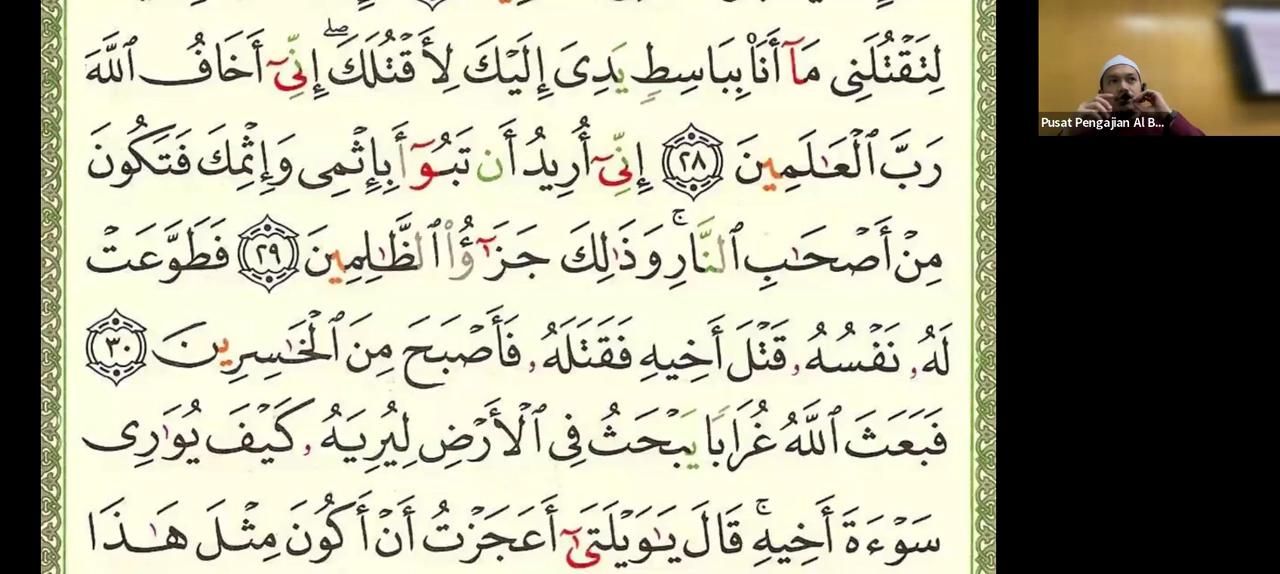 لِتَقْتُلَنِى مَآ أَنَا۠ بِبَاسِطٍ يَدِىَ إِلَيْكَ لِأَقْتُلَكَ ۖ إِنِّىٓ أَخَافُ ٱللَّهَ
رَبَّ ٱلْعَـٰلَمِينَ ٢٨ إِنِّىٓ أُرِيدُ أَن تَبُوٓأَ بِإِثْمِى وَإِثْمِكَ فَتَكُونَ
مِنْ أَصْحَـٰبِ ٱلنَّارِ ۚ وَذَٰلِكَ جَزَٰٓؤُا۟ ٱلظَّـٰلِمِينَ ٢٩ فَطَوَّعَتْ
لَهُۥ نَفْسُهُۥ قَتْلَ أَخِيهِ فَقَتَلَهُۥ فَأَصْبَحَ مِنَ ٱلْخَـٰسِرِينَ ٣٠
فَبَعَثَ ٱللَّهُ غُرَابًا يَبْحَثُ فِى ٱلْأَرْضِ لِيُرِيَهُۥ كَيْفَ يُوَٰرِى
سَوْءَةَ أَخِيهِ ۚ قَالَ يَـٰوَيْلَتَىٰٓ أَعَجَزْتُ أَنْ أَكُونَ مِثْلَ هَـٰذَا
Pusat Pengajian Al B...